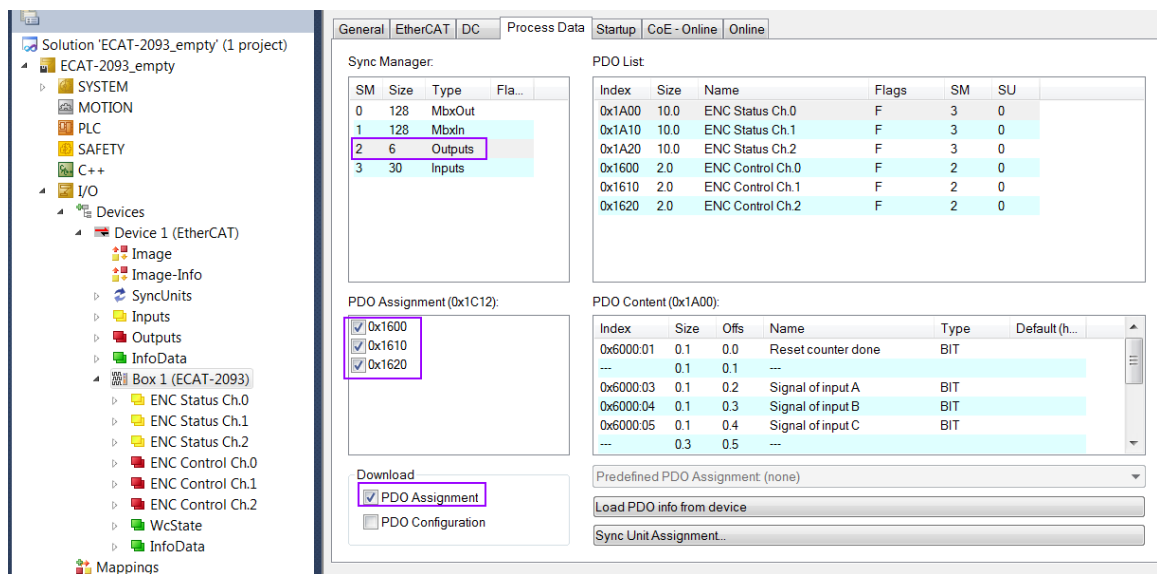 Solution 'ECAT-2093_empty' (1 project)
ECAT-2093_empty
SYSTEM
MOTION
PLC
SAFETY
C++
I/O
Devices
Device 1 (EtherCAT)
Image
Image-Info
SyncUnits
Inputs
Outputs
InfoData
Box 1 (ECAT-2093)
ENC Status Ch.0
ENC Status Ch.1
ENC Status Ch.2
ENC Control Ch.0
ENC Control Ch.1
ENC Control Ch.2
WcState
InfoData
Mappings
General EtherCAT DC Process Data Startup CoE - Online Online
Sync Manager:
SM Size Type Fla...
0 128 MbxOut
1 128 MbxIn
2 6 Outputs
3 30 Inputs
PDO List:
Index Size Name Flags SM SU
0x1A00 10.0 ENC Status Ch.0 F 3 0
0x1A10 10.0 ENC Status Ch.1 F 3 0
0x1A20 10.0 ENC Status Ch.2 F 3 0
0x1600 2.0 ENC Control Ch.0 F 2 0
0x1610 2.0 ENC Control Ch.1 F 2 0
0x1620 2.0 ENC Control Ch.2 F 2 0
PDO Assignment (0x1C12):
0x1600
0x1610
0x1620
PDO Content (0x1A00):
Index Size Offs Name Type Default (h...
0x6000:01 0.1 0.0 Reset counter done BIT
--- 0.1 0.1 ---
0x6000:03 0.1 0.2 Signal of input A BIT
0x6000:04 0.1 0.3 Signal of input B BIT
0x6000:05 0.1 0.4 Signal of input C BIT
--- 0.3 0.5 ---
Download
PDO Assignment
PDO Configuration
Predefined PDO Assignment: (none)
Load PDO info from device
Sync Unit Assignment...